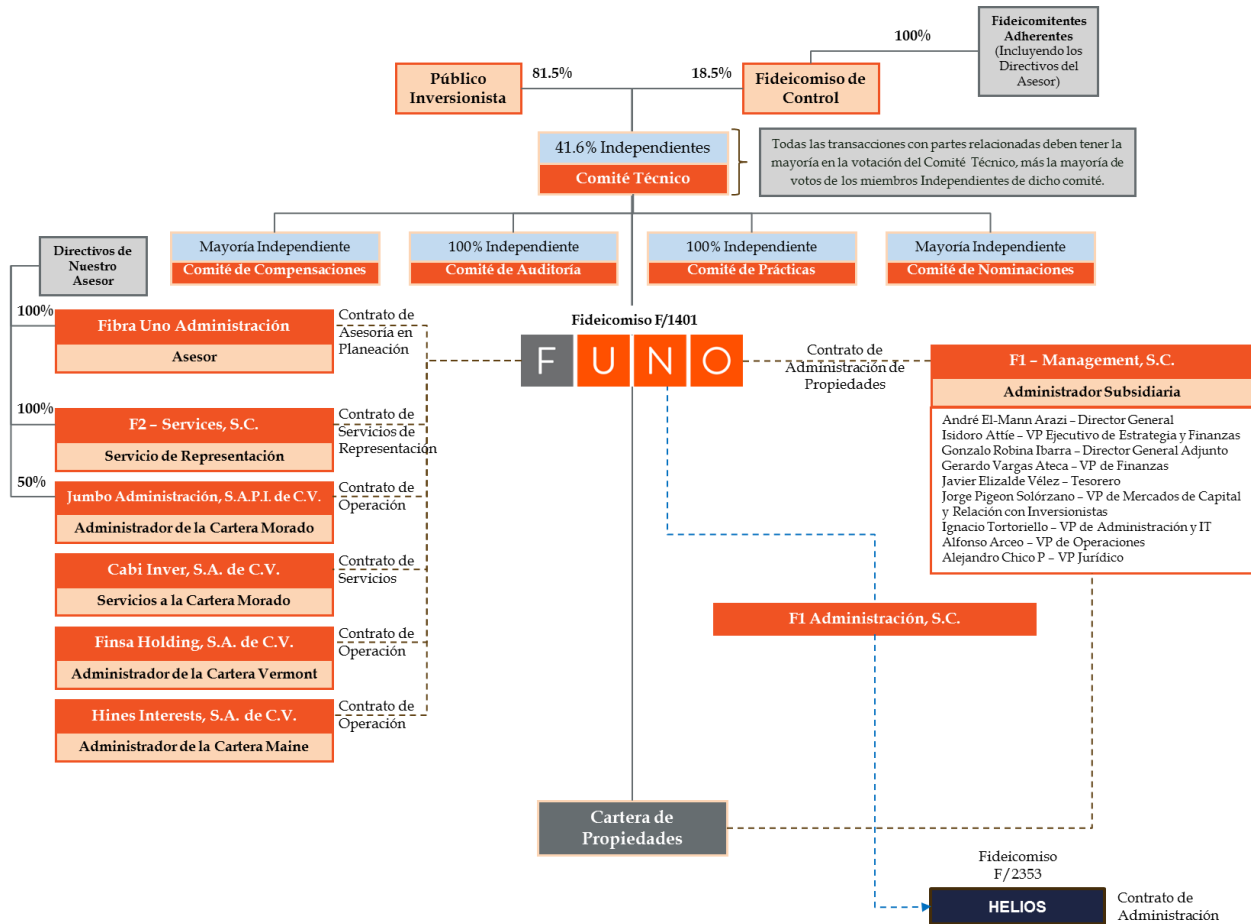 Fideicomitentes
Adherentes
(Incluyendo los
Directivos del
Asesor)
100%
Público
Inversionista
81.5%
18.5%
Fideicomiso de
Control
41.6% Independientes
Comité Técnico
Todas las transacciones con partes relacionadas deben tener la
mayoría en la votación del Comité Técnico, más la mayoría de
votos de los miembros Independientes de dicho comité.
Mayoría Independiente
Comité de Compensaciones
100% Independiente
Comité de Auditoría
100% Independiente
Comité de Prácticas
Mayoría Independiente
Comité de Nominaciones
Directivos de
Nuestro
Asesor
100%
Fibra Uno Administración
Asesor
Contrato de
Asesoría en
Planeación
100%
F2 – Services, S.C.
Servicio de Representación
Contrato de
Servicios de
Representación
50%
Jumbo Administración, S.A.P.I. de C.V.
Administrador de la Cartera Morado
Contrato de
Operación
Cabi Inver, S.A. de C.V.
Servicios a la Cartera Morado
Contrato de
Servicios
Finsa Holding, S.A. de C.V.
Administrador de la Cartera Vermont
Contrato de
Operación
Hines Interests, S.A. de C.V.
Administrador de la Cartera Maine
Contrato de
Operación
Fideicomiso F/1401
FUNO
Contrato de
Administración de
Propiedades
F1 – Management, S.C.
Administrador Subsidiaria
André El-Mann Arazi – Director General
Isidoro Attíe – VP Ejecutivo de Estrategia y Finanzas
Gonzalo Robina Ibarra – Director General Adjunto
Gerardo Vargas Ateca – VP de Finanzas
Javier Elizalde Vélez – Tesorero
Jorge Pigeon Solórzano – VP de Mercados de Capital
y Relación con Inversionistas
Ignacio Tortoriello – VP de Administración y IT
Alfonso Arceo – VP de Operaciones
Alejandro Chico P – VP Jurídico
F1 Administración, S.C.
Cartera de
Propiedades
Fideicomiso
F/2353
HELIOS
Contrato de
Administración